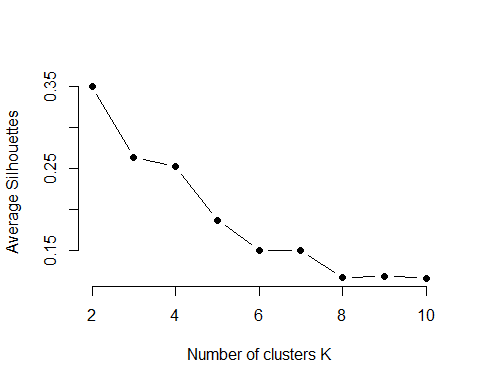 Average Silhouettes
0.35
0.25
0.15
2 4 6 8 10
Number of clusters K